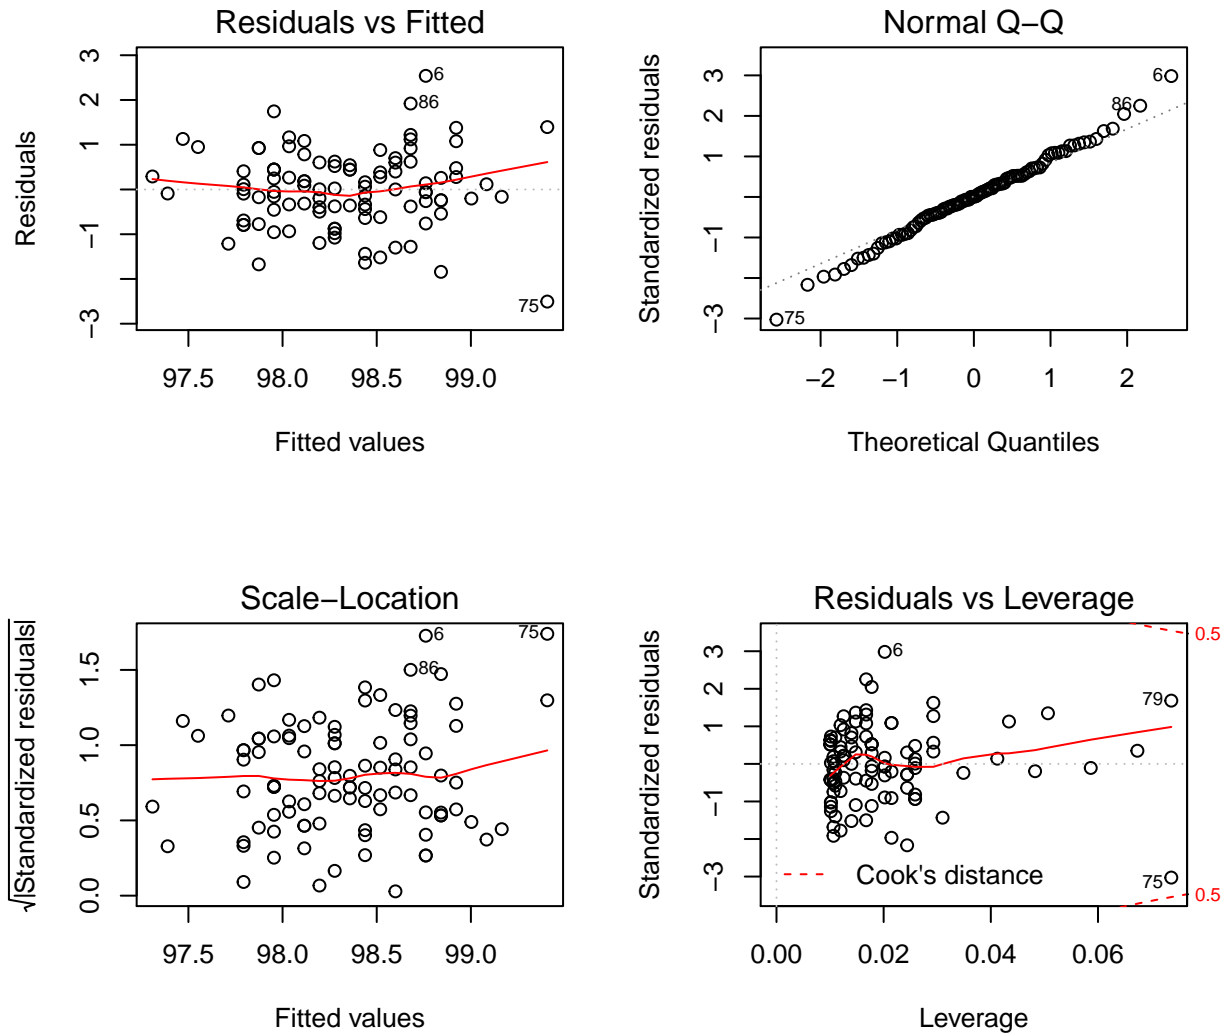 Residuals vs Fitted
Residuals
3
2
1
−1
−3
6
86
75
97.5 98.0 98.5 99.0
Fitted values
Normal Q−Q
Standardized residuals
3
1
−1
−3
6
86
75
−2 −1 0 1 2
Theoretical Quantiles
Scale−Location
√|Standardized residuals|
1.5
1.0
0.5
0.0
6
75
86
97.5 98.0 98.5 99.0
Fitted values
Residuals vs Leverage
Standardized residuals
3
2
1
−1
−3
6
79
75
0.5
0.5
Cook's distance
0.00 0.02 0.04 0.06
Leverage